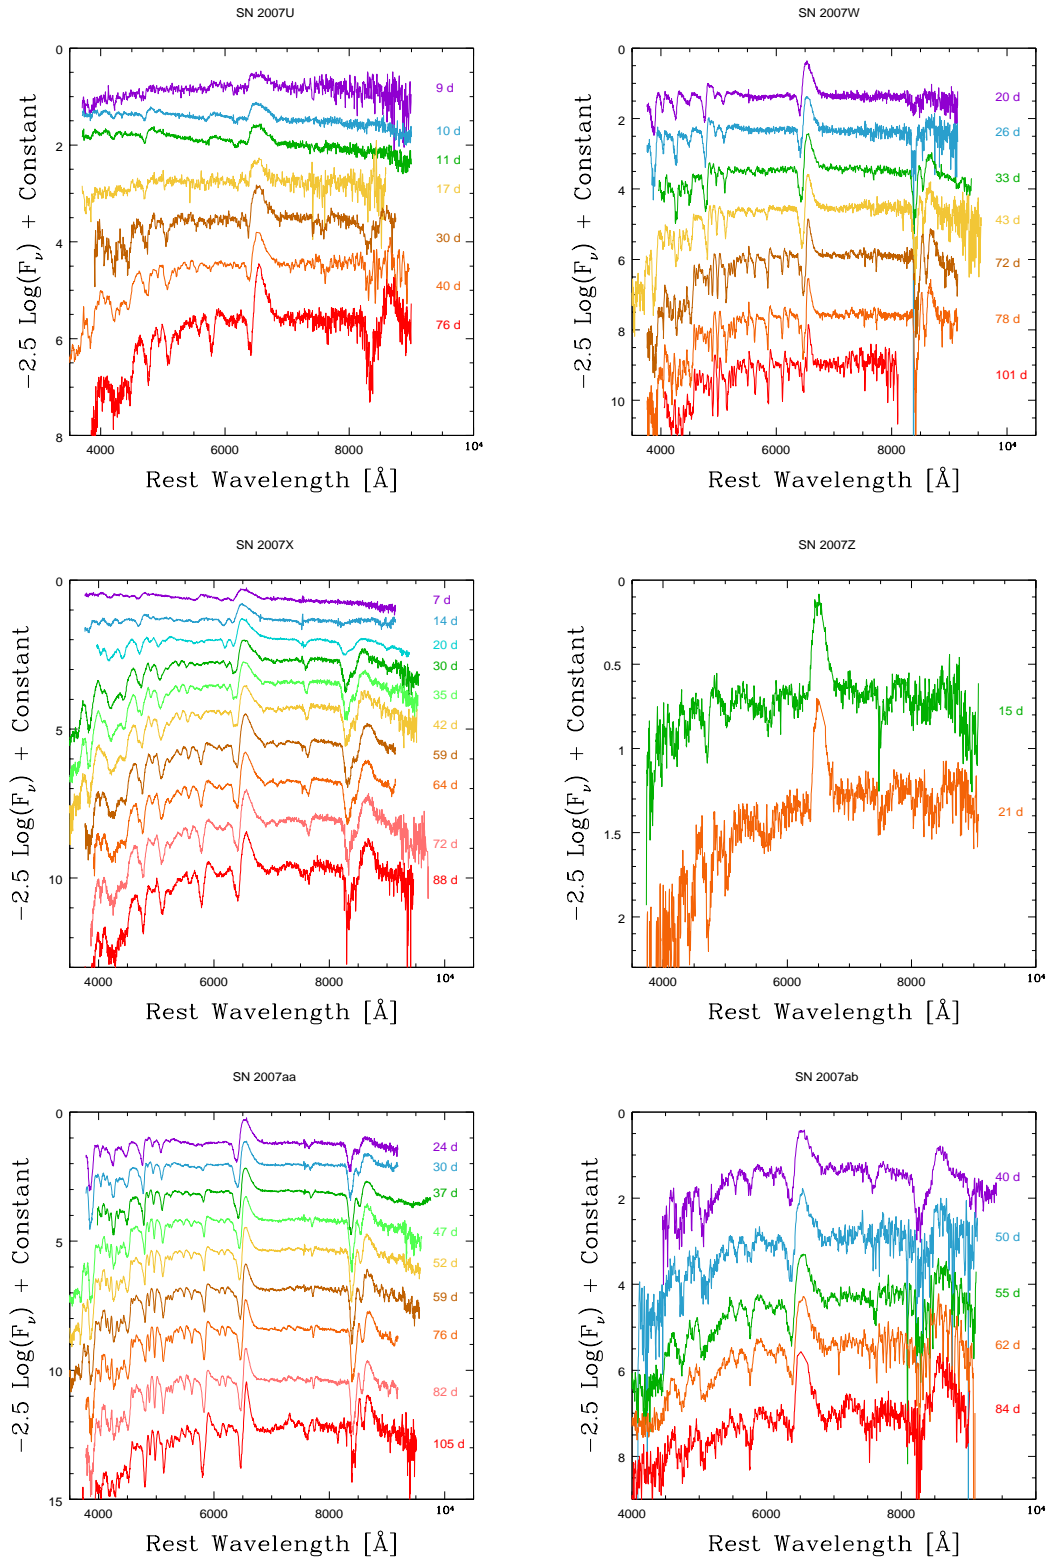 SN 2007U
0
2
4
6
8
4000
6000
8000
10⁴
9 d
10 d
11 d
17 d
30 d
40 d
76 d
−2.5 Log(Fν) + Constant
Rest Wavelength [Å]
SN 2007W
0
2
4
6
8
10
4000
6000
8000
10⁴
20 d
26 d
33 d
43 d
72 d
78 d
101 d
−2.5 Log(Fν) + Constant
Rest Wavelength [Å]
SN 2007X
0
5
10
4000
6000
8000
10⁴
7 d
14 d
20 d
30 d
35 d
42 d
59 d
64 d
72 d
88 d
−2.5 Log(Fν) + Constant
Rest Wavelength [Å]
SN 2007Z
0
0.5
1
1.5
2
4000
6000
8000
10⁴
15 d
21 d
−2.5 Log(Fν) + Constant
Rest Wavelength [Å]
SN 2007aa
0
5
10
15
4000
6000
8000
10⁴
24 d
30 d
37 d
47 d
52 d
59 d
76 d
82 d
105 d
−2.5 Log(Fν) + Constant
Rest Wavelength [Å]
SN 2007ab
0
2
4
6
8
4000
6000
8000
10⁴
40 d
50 d
55 d
62 d
84 d
−2.5 Log(Fν) + Constant
Rest Wavelength [Å]